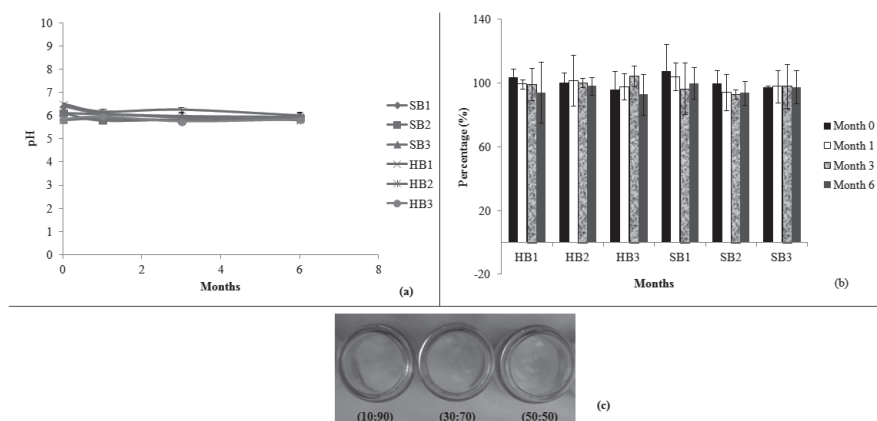 10
9
8
7
6
5
4
3
2
1
0
pH
0 2 4 6 8
Months
(a)
SB1
SB2
SB3
HB1
HB2
HB3
140
100
60
20
-20
Percentage (%)
HB1 HB2 HB3 SB1 SB2 SB3
Months
(b)
Month 0
Month 1
Month 3
Month 6
(10:90) (30:70) (50:50)
(c)